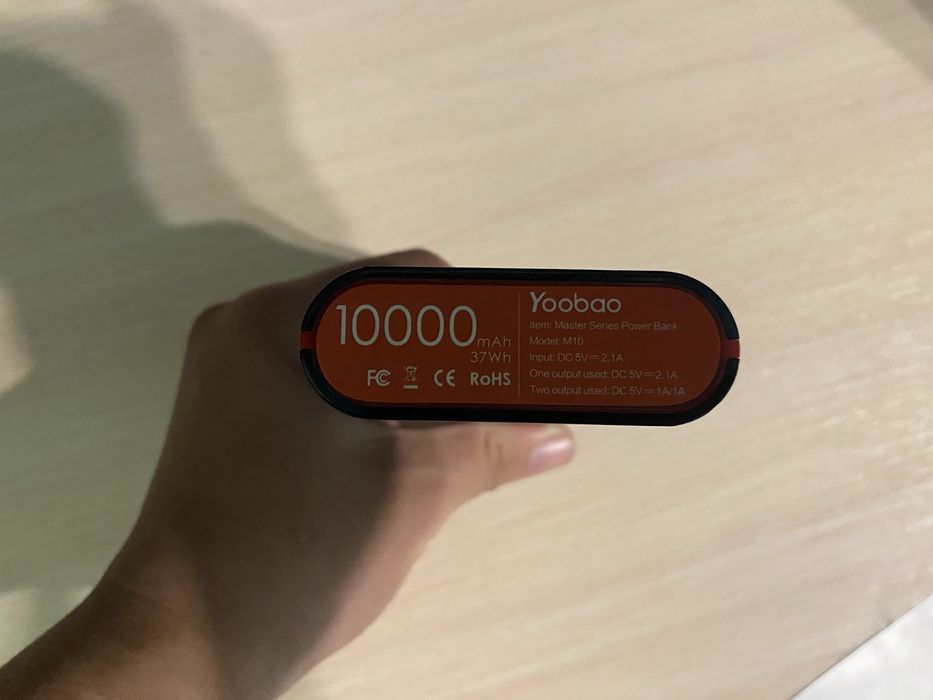 10000mAh
37Wh
FC CE RoHS
Yoobao
Item: Master Series Power Bank
Model: M10
Input: DC 5V⎓2.1A
One output used: DC 5V⎓2.1A
Two output used: DC 5V⎓1A/1A